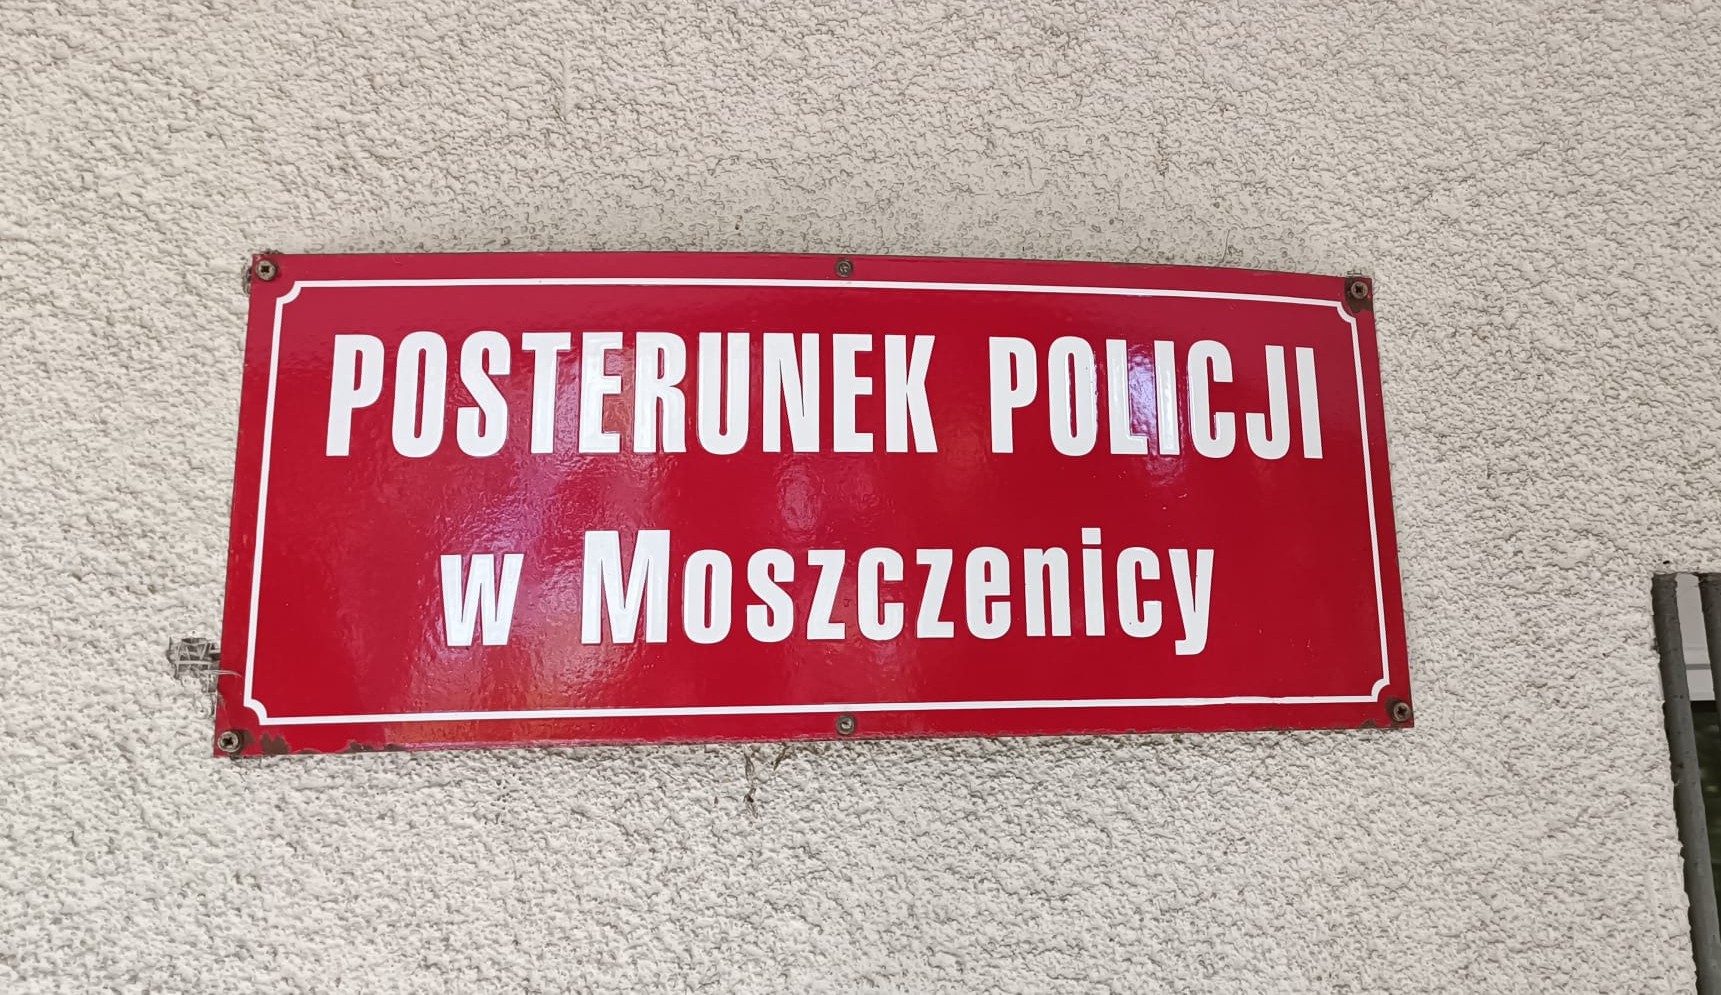 POSTERUNEK POLICJI
w Moszczenicy